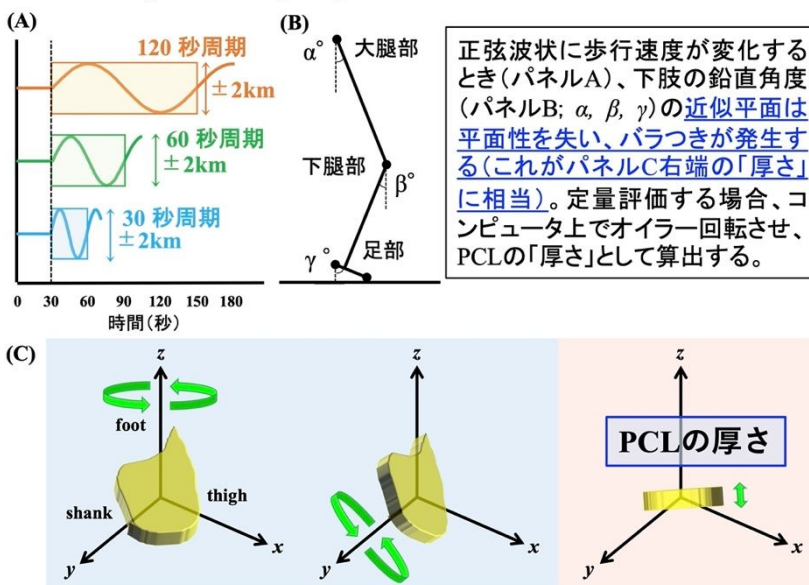 (A)
120 秒周期
±2km
60 秒周期
±2km
30 秒周期
±2km
0 30 60 90 120 150 180
時間(秒)
(B)
α°
大腿部
下腿部
β°
γ°
足部
正弦波状に歩行速度が変化する
とき(パネルA)、下肢の鉛直角度
(パネルB; α, β, γ)の近似平面は
平面性を失い、バラつきが発生す
る(これがパネルC右端の「厚さ」
に相当)。定量評価する場合、コ
ンピュータ上でオイラー回転させ、
PCLの「厚さ」として算出する。
(C)
z
foot
shank
thigh
y
x
z
y
x
z
PCLの厚さ
y
x